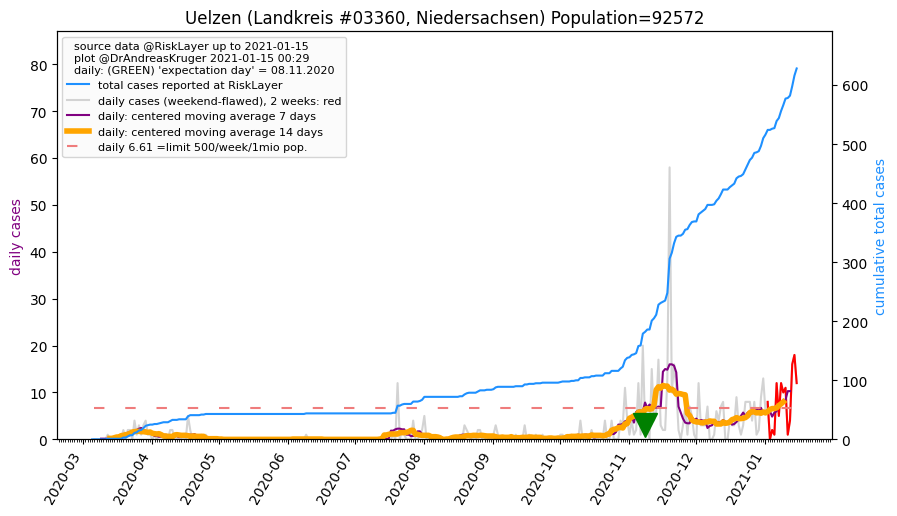 Uelzen (Landkreis #03360, Niedersachsen) Population=92572
source data @RiskLayer up to 2021-01-15
plot @DrAndreasKruger 2021-01-15 00:29
daily: (GREEN) 'expectation day' = 08.11.2020
total cases reported at RiskLayer
daily cases (weekend-flawed), 2 weeks: red
daily: centered moving average 7 days
daily: centered moving average 14 days
daily 6.61 =limit 500/week/1mio pop.
daily cases
80
70
60
50
40
30
20
10
0
cumulative total cases
600
500
400
300
200
100
0
2020-03
2020-04
2020-05
2020-06
2020-07
2020-08
2020-09
2020-10
2020-11
2020-12
2021-01